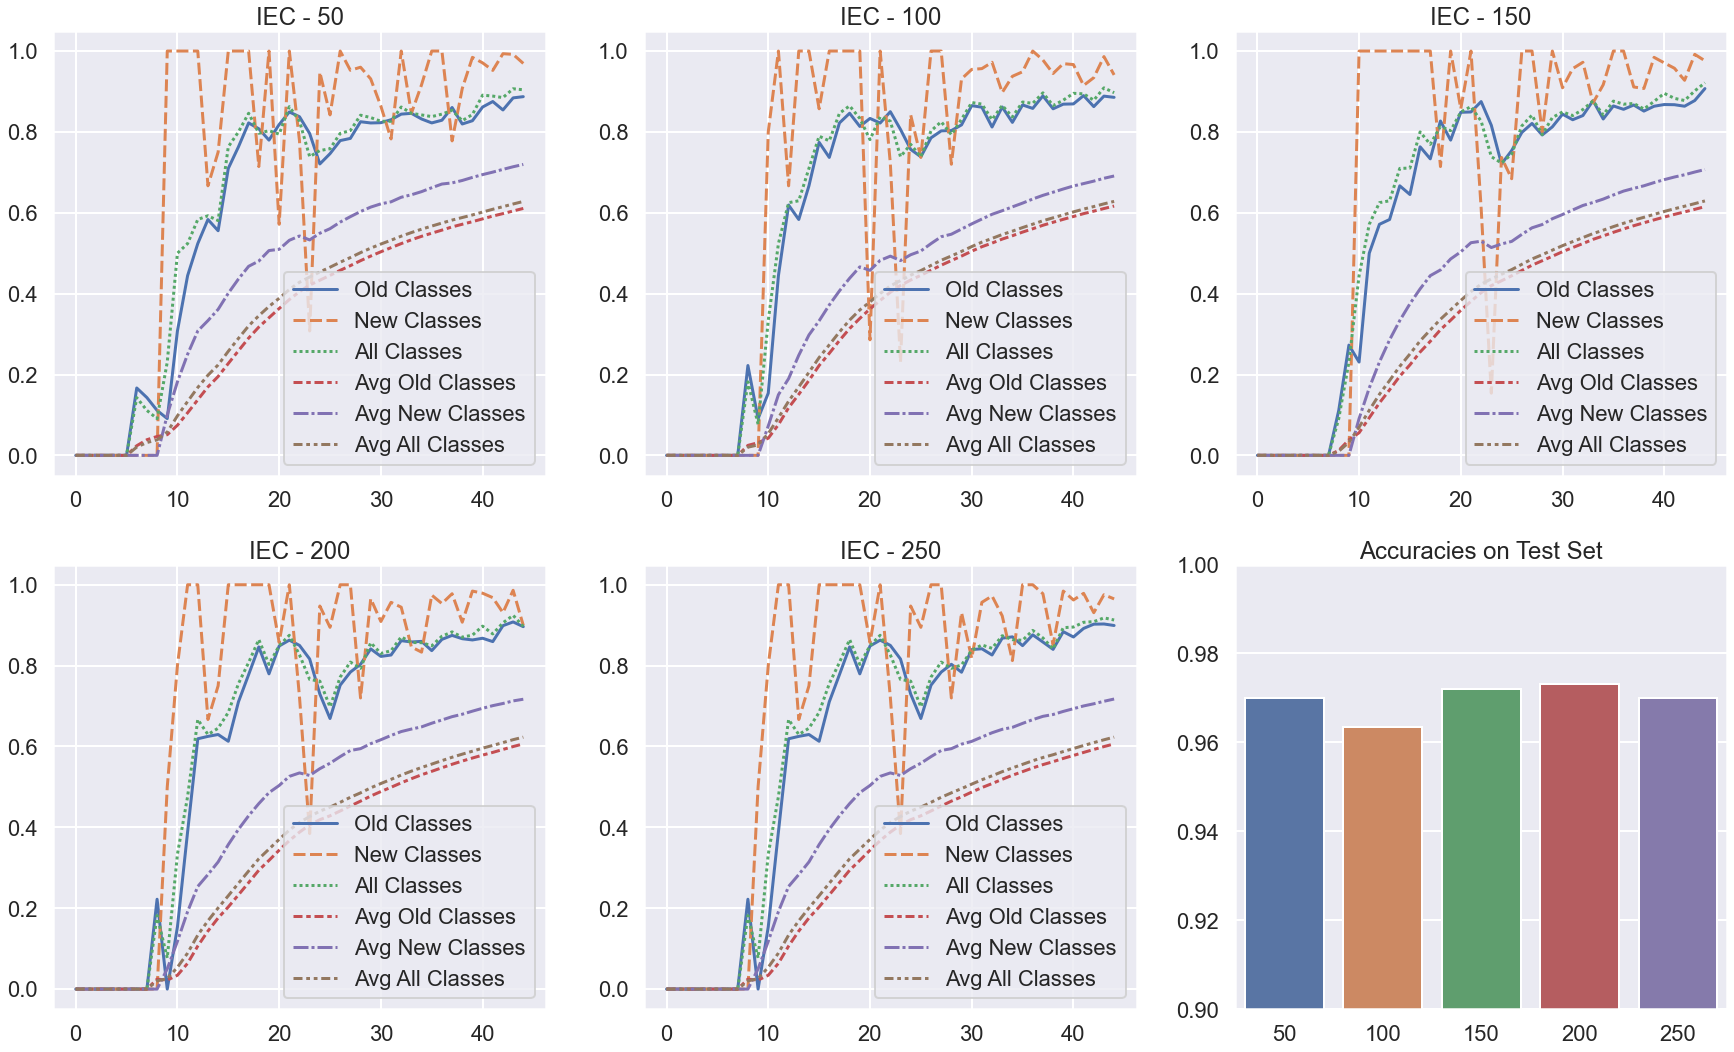 IEC - 50
1.0
0.8
0.6
0.4
0.2
0.0
0 10 20 30 40
Old Classes
New Classes
All Classes
Avg Old Classes
Avg New Classes
Avg All Classes
IEC - 100
1.0
0.8
0.6
0.4
0.2
0.0
0 10 20 30 40
Old Classes
New Classes
All Classes
Avg Old Classes
Avg New Classes
Avg All Classes
IEC - 150
1.0
0.8
0.6
0.4
0.2
0.0
0 10 20 30 40
Old Classes
New Classes
All Classes
Avg Old Classes
Avg New Classes
Avg All Classes
IEC - 200
1.0
0.8
0.6
0.4
0.2
0.0
0 10 20 30 40
Old Classes
New Classes
All Classes
Avg Old Classes
Avg New Classes
Avg All Classes
IEC - 250
1.0
0.8
0.6
0.4
0.2
0.0
0 10 20 30 40
Old Classes
New Classes
All Classes
Avg Old Classes
Avg New Classes
Avg All Classes
Accuracies on Test Set
1.00
0.98
0.96
0.94
0.92
0.90
50 100 150 200 250